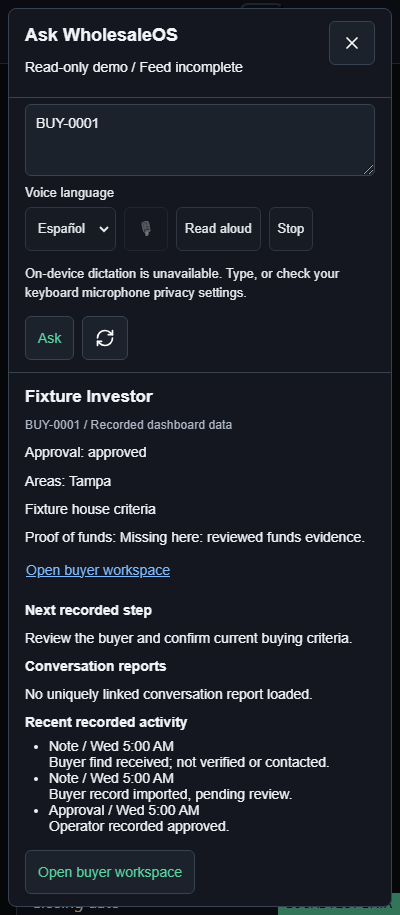 Ask WholesaleOS
Read-only demo / Feed incomplete
BUY-0001
Voice language
Español
Read aloud
Stop
On-device dictation is unavailable. Type, or check your
keyboard microphone privacy settings.
Ask
Fixture Investor
BUY-0001 / Recorded dashboard data
Approval: approved
Areas: Tampa
Fixture house criteria
Proof of funds: Missing here: reviewed funds evidence.
Open buyer workspace
Next recorded step
Review the buyer and confirm current buying criteria.
Conversation reports
No uniquely linked conversation report loaded.
Recent recorded activity
Note / Wed 5:00 AM
Buyer find received; not verified or contacted.
Note / Wed 5:00 AM
Buyer record imported, pending review.
Approval / Wed 5:00 AM
Operator recorded approved.
Open buyer workspace